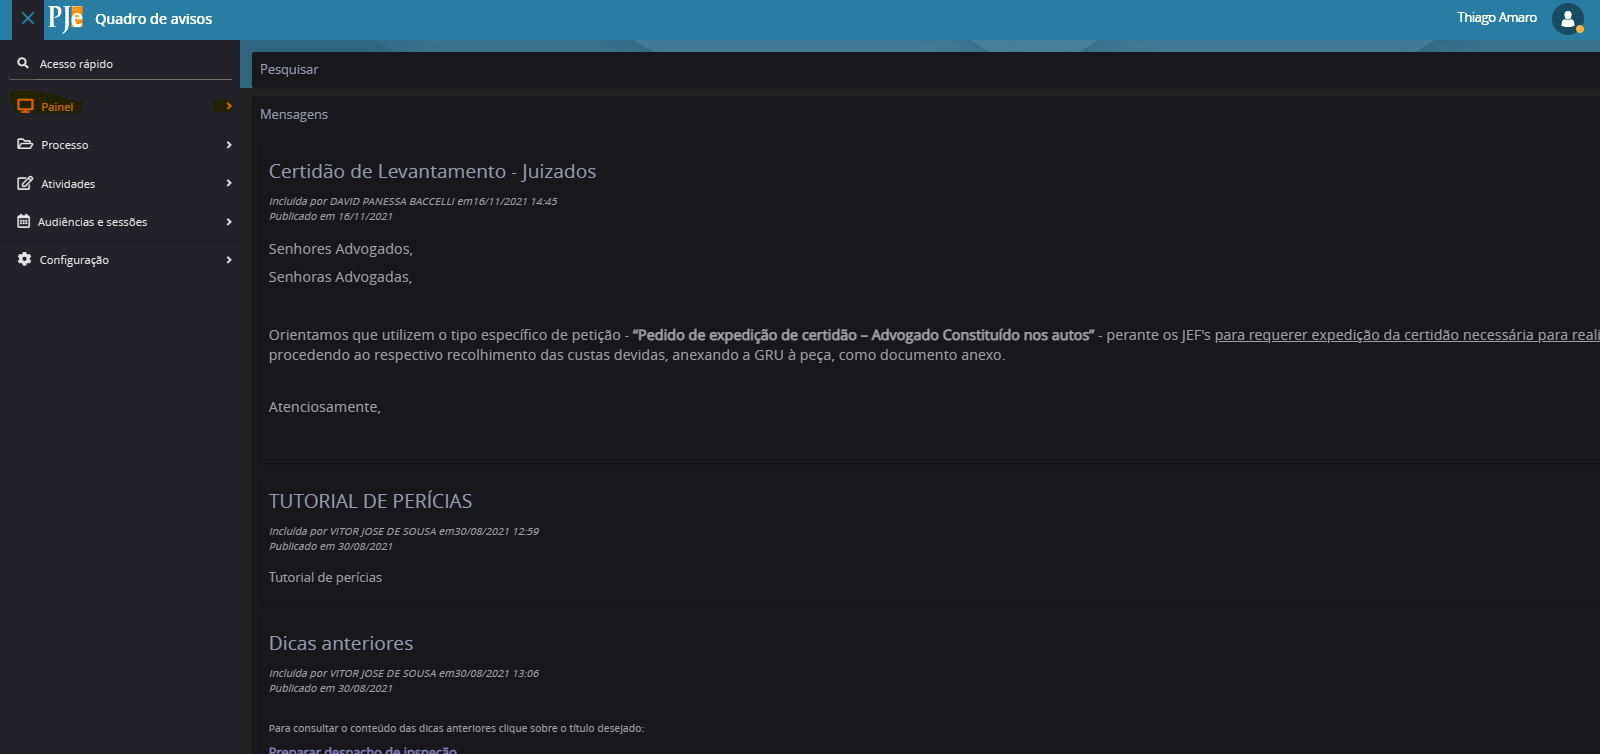 PJe Quadro de avisos
Thiago Amaro
Acesso rápido
Painel
Processo
Atividades
Audiências e sessões
Configuração
Pesquisar
Mensagens
Certidão de Levantamento - Juizados
Incluída por DAVID PANESSA BACCELLI em16/11/2021 14:45
Publicado em 16/11/2021
Senhores Advogados,
Senhoras Advogadas,
Orientamos que utilizem o tipo específico de petição - “Pedido de expedição de certidão – Advogado Constituído nos autos” - perante os JEF's para requerer expedição da certidão necessária para reali
procedendo ao respectivo recolhimento das custas devidas, anexando a GRU à peça, como documento anexo.
Atenciosamente,
TUTORIAL DE PERÍCIAS
Incluída por VITOR JOSE DE SOUSA em30/08/2021 12:59
Publicado em 30/08/2021
Tutorial de perícias
Dicas anteriores
Incluída por VITOR JOSE DE SOUSA em30/08/2021 13:06
Publicado em 30/08/2021
Para consultar o conteúdo das dicas anteriores clique sobre o título desejado:
Preparar despacho de inspeção